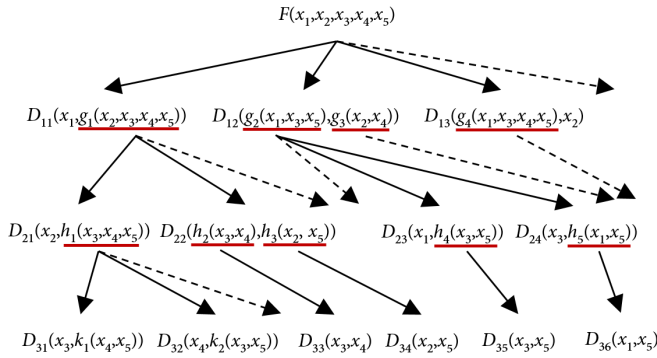 F(x₁,x₂,x₃,x₄,x₅)
D₁₁(x₁,g₁(x₂,x₃,x₄,x₅)) D₁₂(g₂(x₁,x₃,x₅),g₃(x₂,x₄)) D₁₃(g₄(x₁,x₃,x₄,x₅),x₂)
D₂₁(x₂,h₁(x₃,x₄,x₅)) D₂₂(h₂(x₃,x₄),h₃(x₂, x₅)) D₂₃(x₁,h₄(x₃,x₅)) D₂₄(x₃,h₅(x₁,x₅))
D₃₁(x₃,k₁(x₄,x₅)) D₃₂(x₄,k₂(x₃,x₅)) D₃₃(x₃,x₄) D₃₄(x₂,x₅) D₃₅(x₃,x₅) D₃₆(x₁,x₅)